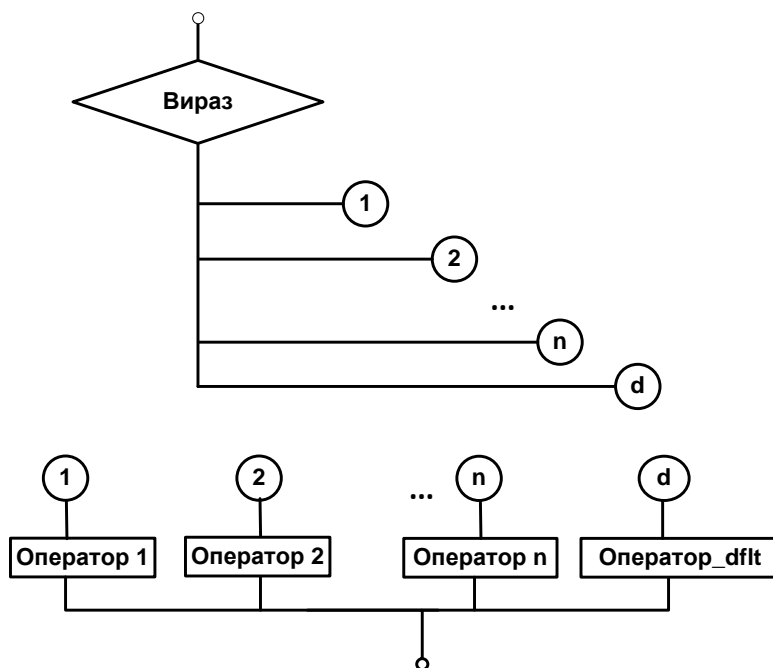 Вираз
1
2
...
n
d
1 2 ... n d
Оператор 1 Оператор 2 Оператор n Оператор_dflt